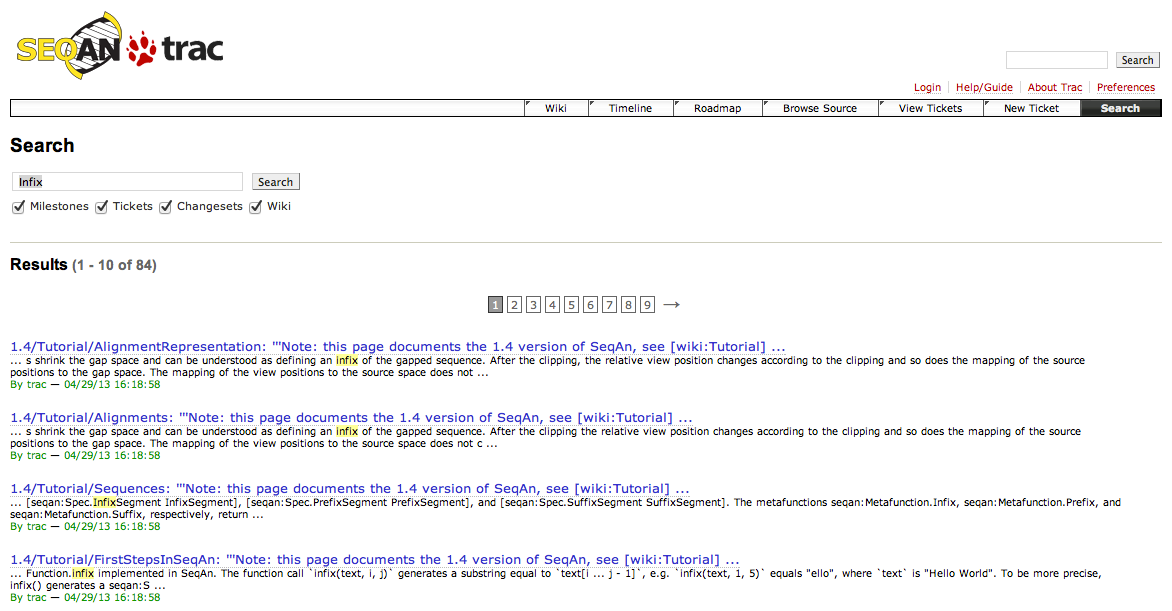 SEQAN trac
Search
Login Help/Guide About Trac Preferences
Wiki Timeline Roadmap Browse Source View Tickets New Ticket Search
Search
Infix Search
Milestones Tickets Changesets Wiki
Results (1 - 10 of 84)
1 2 3 4 5 6 7 8 9 →
1.4/Tutorial/AlignmentRepresentation: '''Note: this page documents the 1.4 version of SeqAn, see [wiki:Tutorial] ...
... s shrink the gap space and can be understood as defining an infix of the gapped sequence. After the clipping, the relative view position changes according to the clipping and so does the mapping of the source
positions to the gap space. The mapping of the view positions to the source space does not ...
By trac — 04/29/13 16:18:58
1.4/Tutorial/Alignments: '''Note: this page documents the 1.4 version of SeqAn, see [wiki:Tutorial] ...
... s shrink the gap space and can be understood as defining an infix of the gapped sequence. After the clipping the relative view position changes according to the clipping and so does the mapping of the source
positions to the gap space. The mapping of the view positions to the source space does not c ...
By trac — 04/29/13 16:18:58
1.4/Tutorial/Sequences: '''Note: this page documents the 1.4 version of SeqAn, see [wiki:Tutorial] ...
... [seqan:Spec.InfixSegment InfixSegment], [seqan:Spec.PrefixSegment PrefixSegment], and [seqan:Spec.SuffixSegment SuffixSegment]. The metafunctions seqan:Metafunction.Infix, seqan:Metafunction.Prefix, and
seqan:Metafunction.Suffix, respectively, return ...
By trac — 04/29/13 16:18:58
1.4/Tutorial/FirstStepsInSeqAn: '''Note: this page documents the 1.4 version of SeqAn, see [wiki:Tutorial] ...
... Function.infix implemented in SeqAn. The function call `infix(text, i, j)` generates a substring equal to `text[i ... j - 1]`, e.g. `infix(text, 1, 5)` equals "ello", where `text` is "Hello World". To be more precise,
infix() generates a seqan:S ...
By trac — 04/29/13 16:18:58